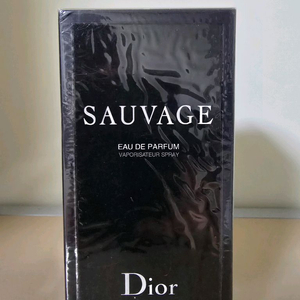 SAUVAGE
EAU DE PARFUM
VAPORISATEUR SPRAY
Dior